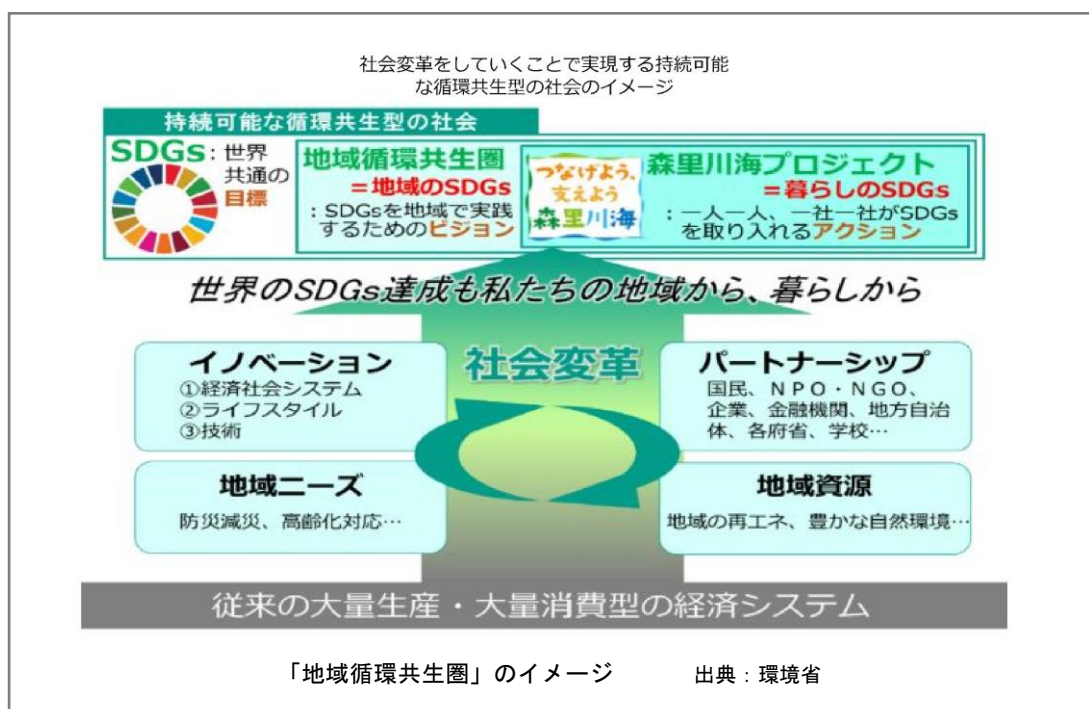 社会変革をしていくことで実現する持続可能
な循環共生型の社会のイメージ
持続可能な循環共生型の社会
SDGs：世界
共通の
目標
地域循環共生圏
＝地域のSDGs
：SDGsを地域で実践
するためのビジョン
つなげよう、
支えよう
森里川海
森里川海プロジェクト
＝暮らしのSDGs
：一人一人、一社一社がSDGs
を取り入れるアクション
世界のSDGs達成も私たちの地域から、暮らしから
社会変革
イノベーション
①経済社会システム
②ライフスタイル
③技術
パートナーシップ
国民、ＮＰＯ・ＮＧＯ、
企業、金融機関、地方自治
体、各府省、学校…
地域ニーズ
防災減災、高齢化対応…
地域資源
地域の再エネ、豊かな自然環境…
従来の大量生産・大量消費型の経済システム
「地域循環共生圏」のイメージ　出典：環境省